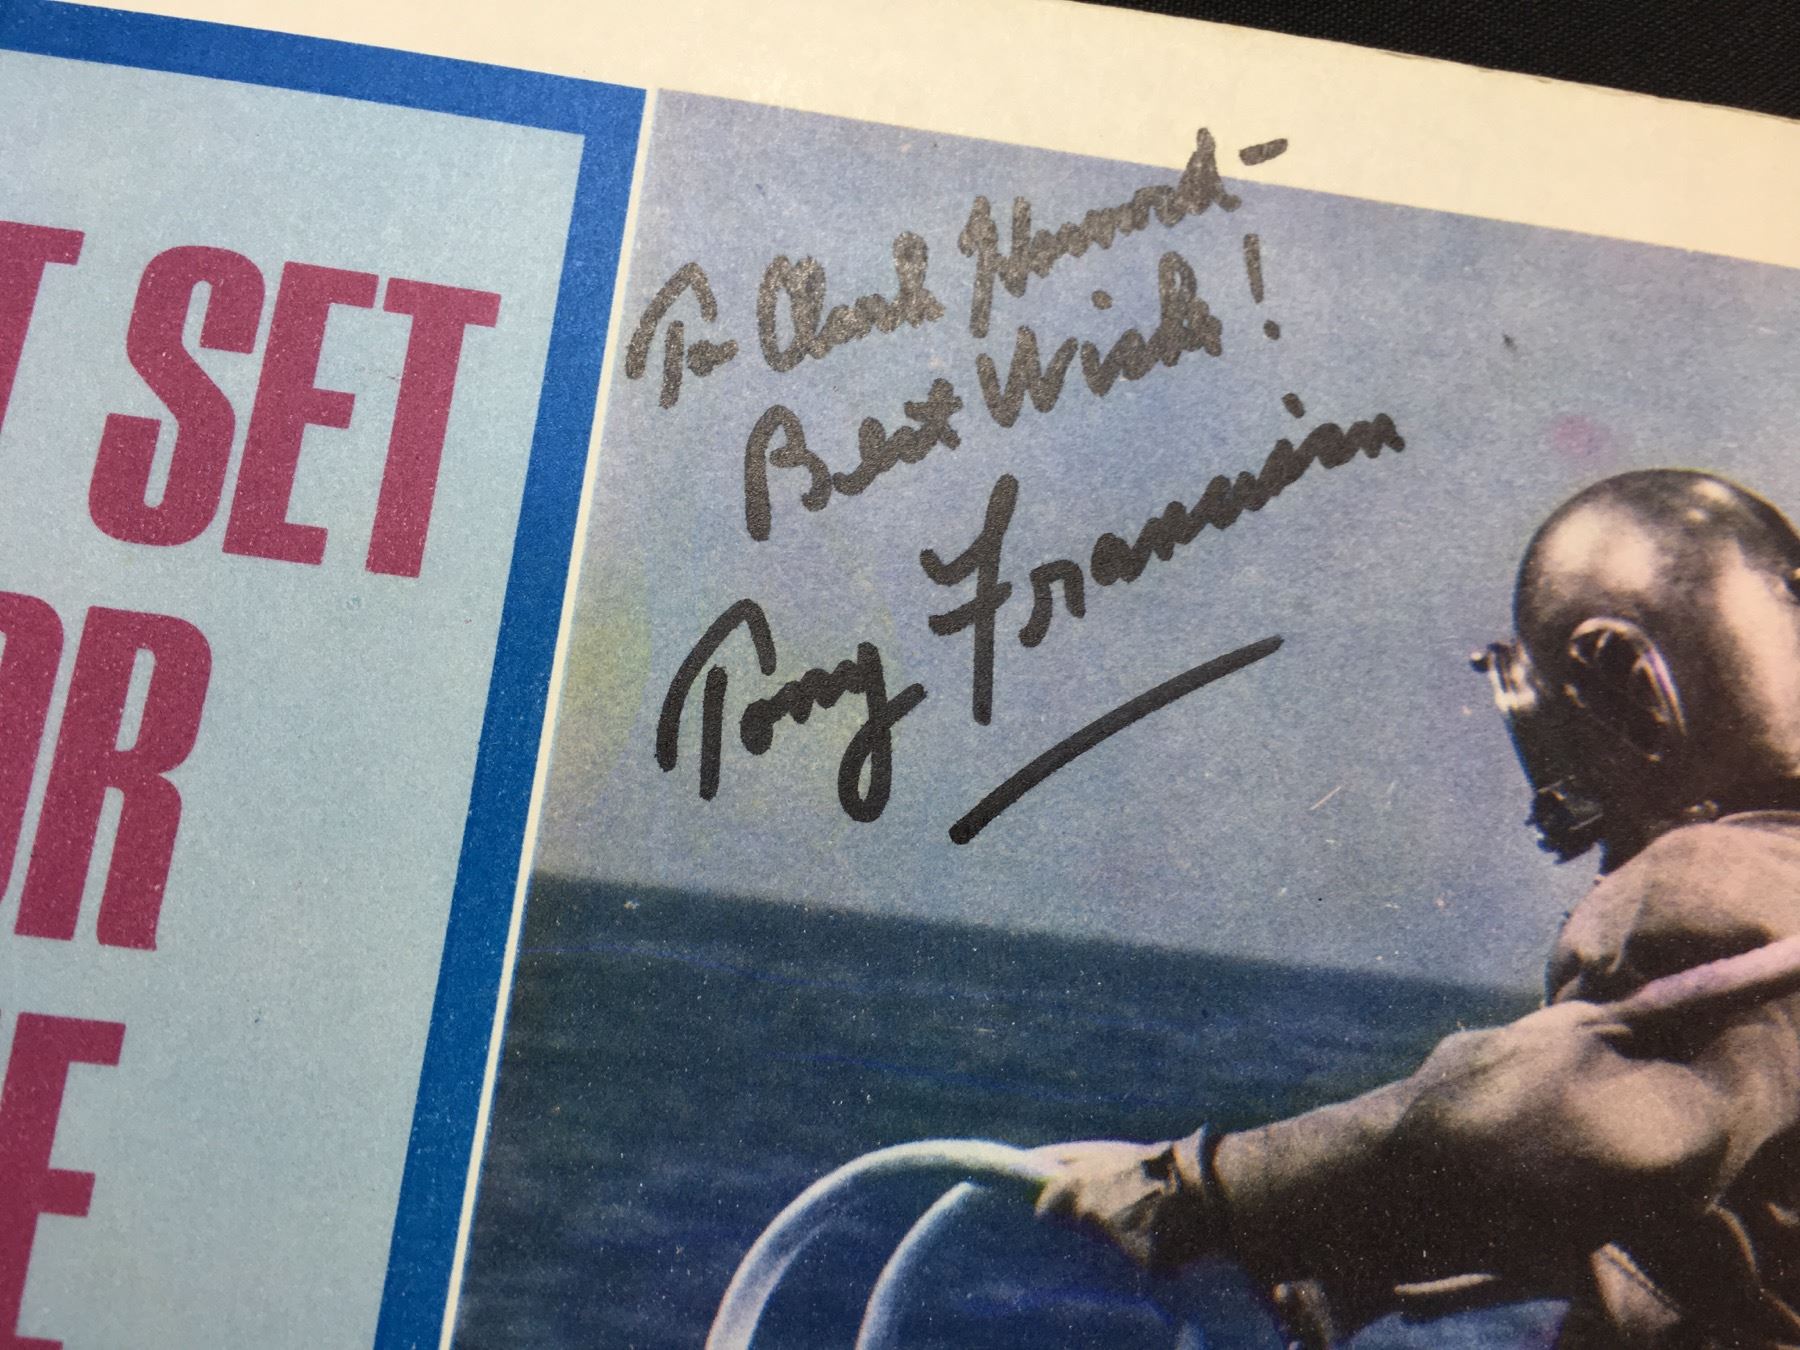 T SET
OR
E
To Clark Howard -
Best Wish!
Tony Franciosa